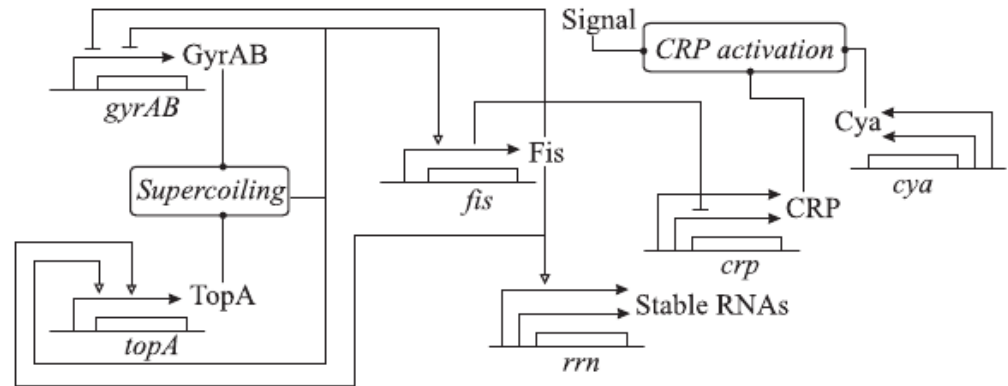 Signal
GyrAB
CRP activation
gyrAB
Cya
Fis
Supercoiling
fis
cya
CRP
crp
TopA
Stable RNAs
topA
rrn